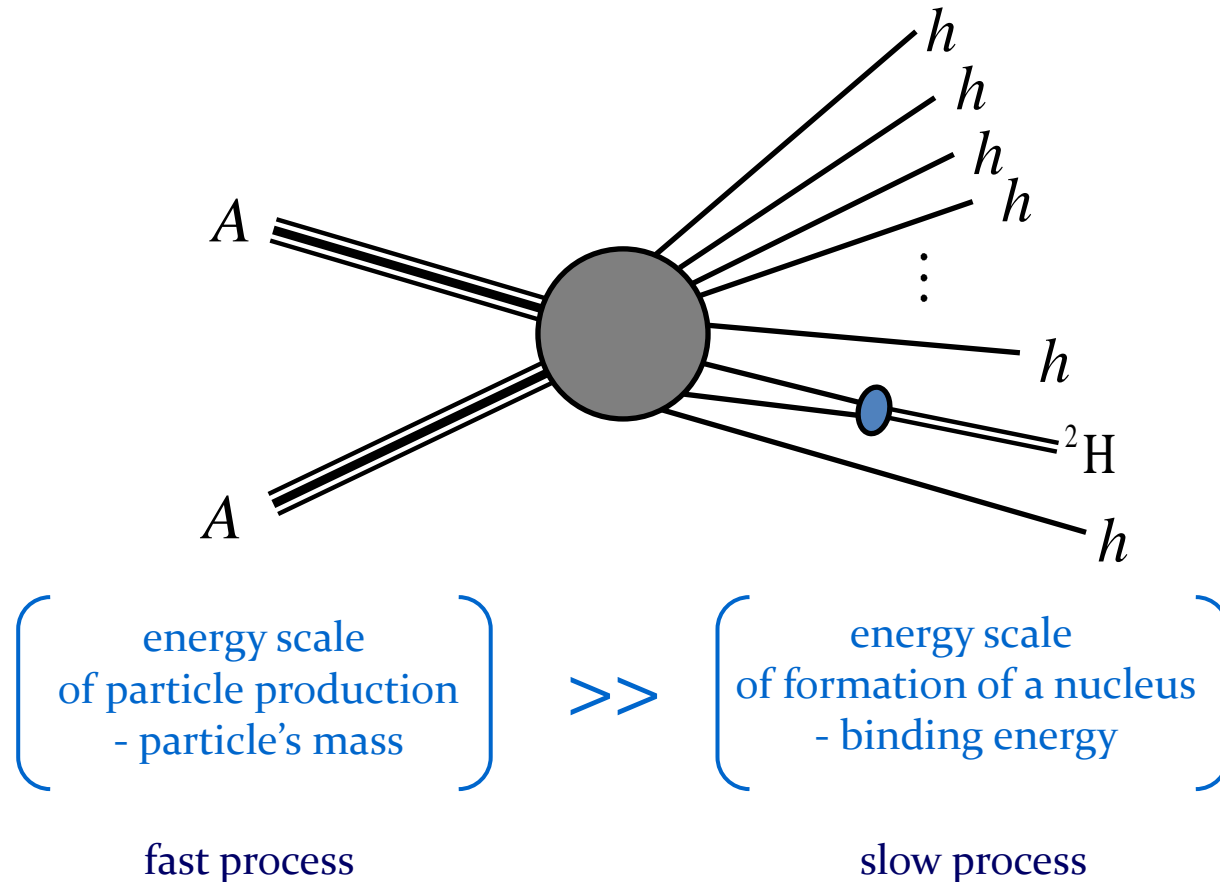 h
h
h
h
A
⋮
h
²H
A
h
energy scale
of particle production
- particle’s mass
>>
energy scale
of formation of a nucleus
- binding energy
fast process
slow process